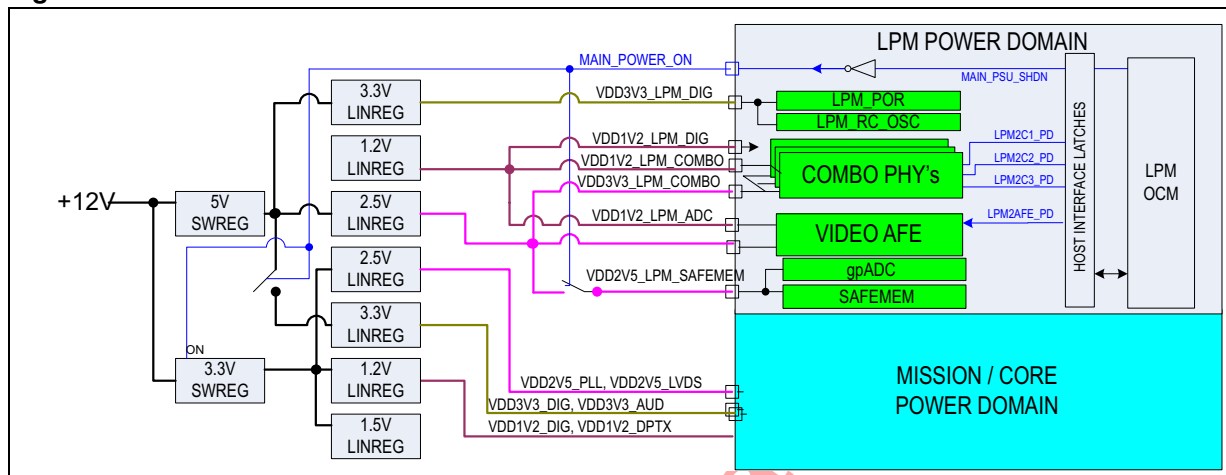 LPM POWER DOMAIN
MAIN_POWER_ON
MAIN_PSU_SHDN
3.3V
LINREG
VDD3V3_LPM_DIG
LPM_POR
LPM_RC_OSC
1.2V
LINREG
VDD1V2_LPM_DIG
VDD1V2_LPM_COMBO
VDD3V3_LPM_COMBO
COMBO PHY's
LPM2C1_PD
LPM2C2_PD
LPM2C3_PD
HOST INTERFACE LATCHES
LPM
OCM
+12V
5V
SWREG
2.5V
LINREG
VDD1V2_LPM_ADC
VIDEO AFE
LPM2AFE_PD
2.5V
LINREG
VDD2V5_LPM_SAFEMEM
gpADC
SAFEMEM
3.3V
LINREG
ON
3.3V
SWREG
1.2V
LINREG
1.5V
LINREG
VDD2V5_PLL, VDD2V5_LVDS
VDD3V3_DIG, VDD3V3_AUD
VDD1V2_DIG, VDD1V2_DPTX
MISSION / CORE
POWER DOMAIN